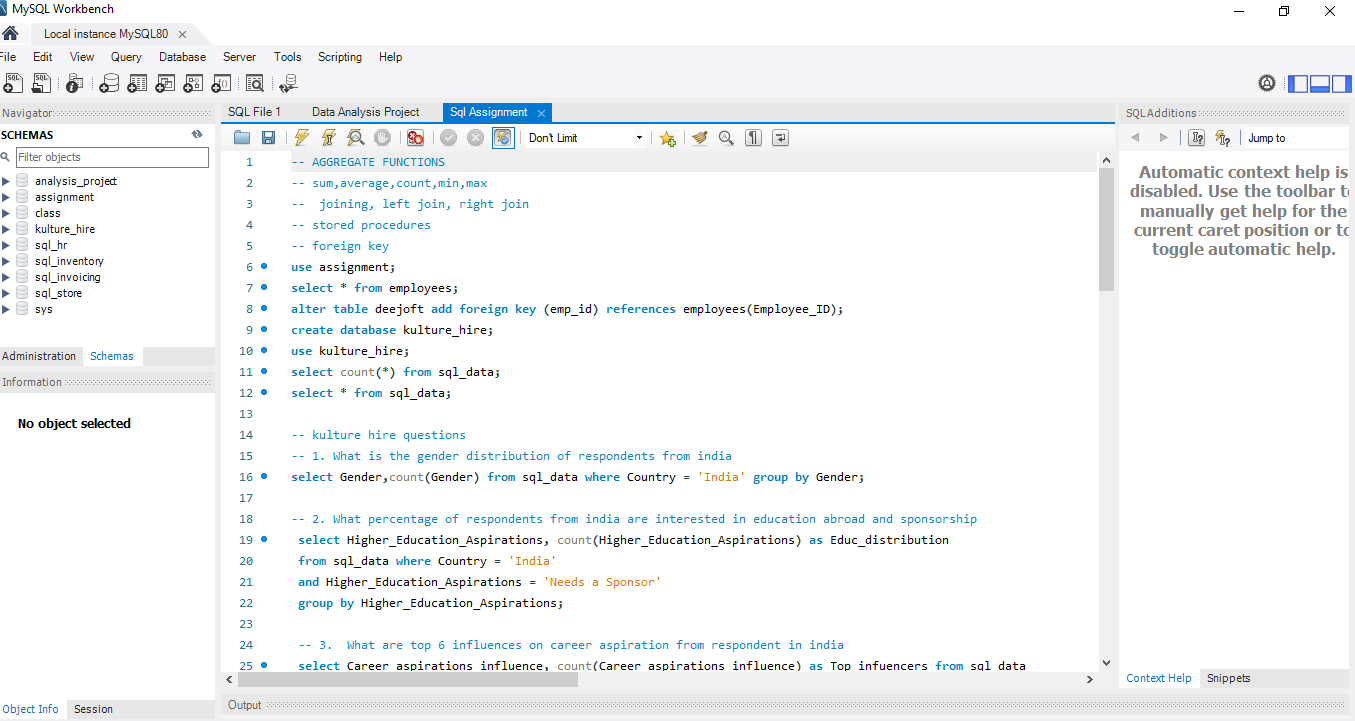 MySQL Workbench
Local instance MySQL80
File Edit View Query Database Server Tools Scripting Help
Navigator
SCHEMAS
Filter objects
analysis_project
assignment
class
kulture_hire
sql_hr
sql_inventory
sql_invoicing
sql_store
sys
Administration Schemas
Information
No object selected
Object Info Session
SQL File 1 Data Analysis Project Sql Assignment
Don't Limit
1 -- AGGREGATE FUNCTIONS
2 -- sum,average,count,min,max
3 --  joining, left join, right join
4 -- stored procedures
5 -- foreign key
6 use assignment;
7 select * from employees;
8 alter table deejoft add foreign key (emp_id) references employees(Employee_ID);
9 create database kulture_hire;
10 use kulture_hire;
11 select count(*) from sql_data;
12 select * from sql_data;
13
14 -- kulture hire questions
15 -- 1. What is the gender distribution of respondents from india
16 select Gender,count(Gender) from sql_data where Country = 'India' group by Gender;
17
18 -- 2. What percentage of respondents from india are interested in education abroad and sponsorship
19 select Higher_Education_Aspirations, count(Higher_Education_Aspirations) as Educ_distribution
20 from sql_data where Country = 'India'
21 and Higher_Education_Aspirations = 'Needs a Sponsor'
22 group by Higher_Education_Aspirations;
23
24 -- 3.  What are top 6 influences on career aspiration from respondent in india
25 select Career_aspirations_influence, count(Career_aspirations_influence) as Top_infuencers from sql_data
Output
SQL Additions
Jump to
Automatic context help is
disabled. Use the toolbar to
manually get help for the
current caret position or to
toggle automatic help.
Context Help Snippets